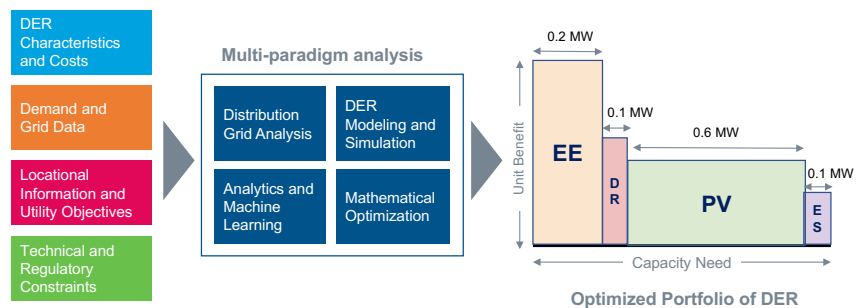 DER
Characteristics
and Costs
Demand and
Grid Data
Locational
Information and
Utility Objectives
Technical and
Regulatory
Constraints
Multi-paradigm analysis
Distribution
Grid Analysis
DER
Modeling and
Simulation
Analytics and
Machine
Learning
Mathematical
Optimization
0.2 MW
0.1 MW
0.6 MW
0.1 MW
Unit Benefit
EE
D
R
PV
E
S
Capacity Need
Optimized Portfolio of DER